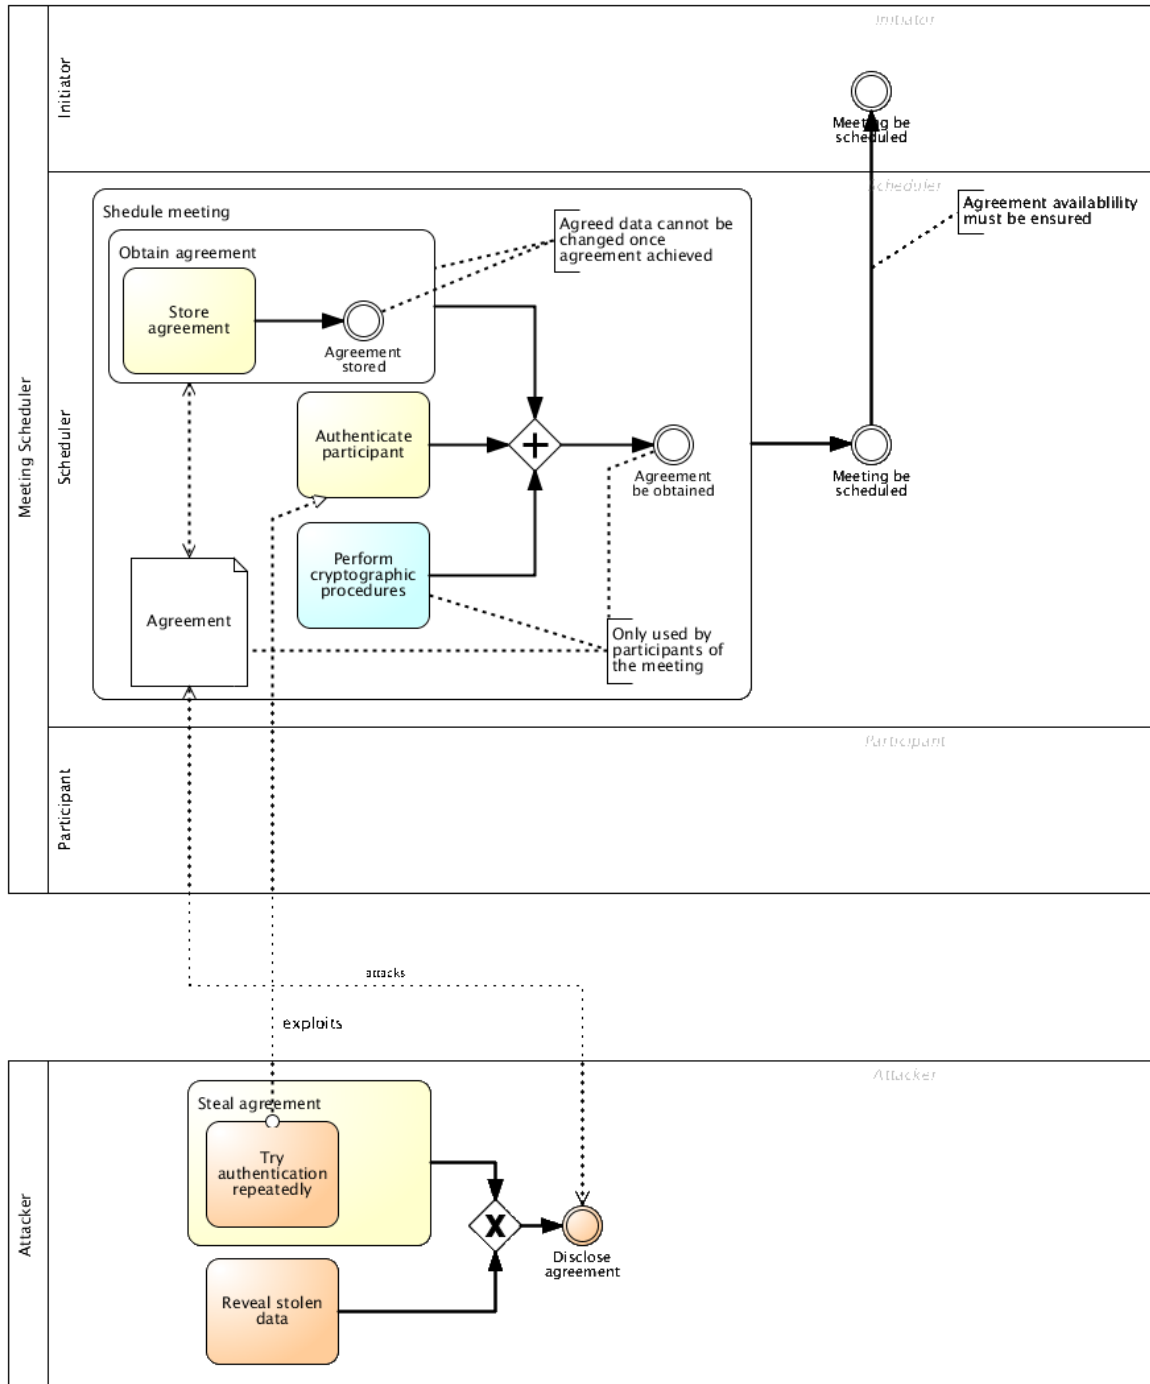 Initiator
Initiator
Meeting be
scheduled
Meeting Scheduler
Scheduler
Scheduler
Shedule meeting
Obtain agreement
Store
agreement
Agreement
stored
Agreed data cannot be
changed once
agreement achieved
Agreement availablility
must be ensured
Authenticate
participant
Agreement
be obtained
Meeting be
scheduled
Perform
cryptographic
procedures
Agreement
Only used by
participants of
the meeting
Participant
Participant
attacks
exploits
Attacker
Attacker
Steal agreement
Try
authentication
repeatedly
Disclose
agreement
Reveal stolen
data